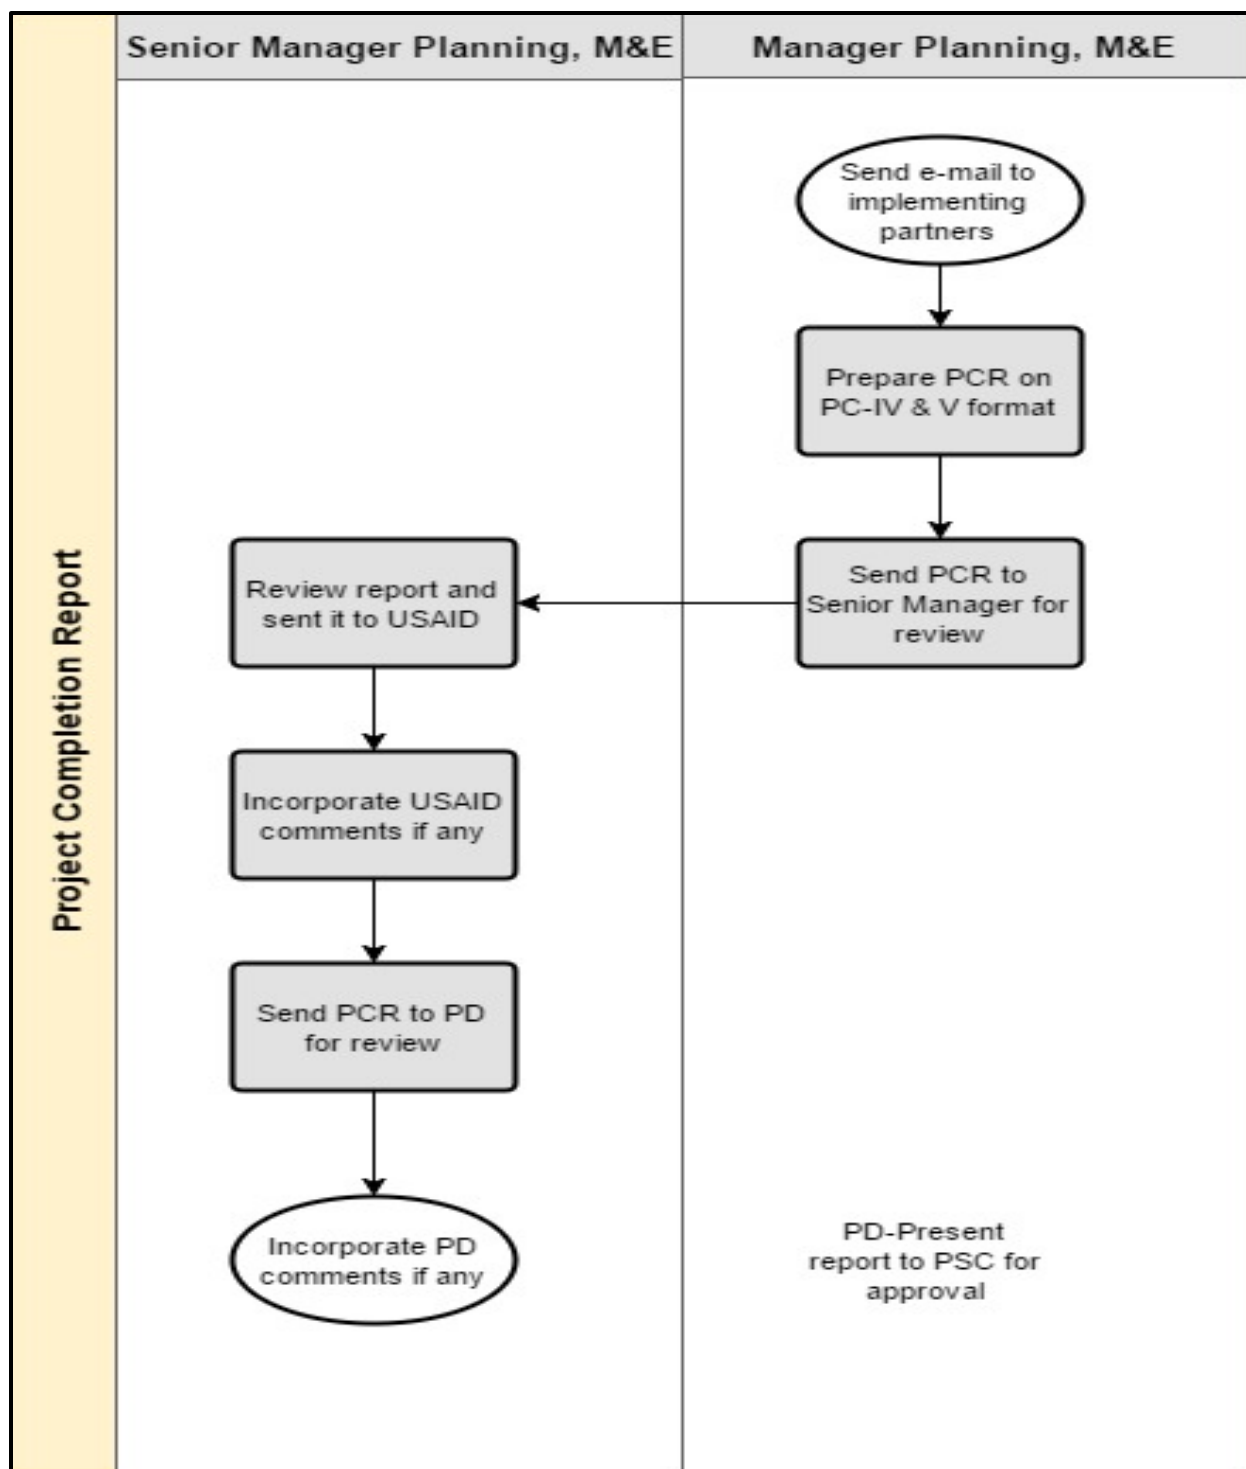 Project Completion Report
Senior Manager Planning, M&E
Manager Planning, M&E
Send e-mail to
implementing
partners
Prepare PCR on
PC-IV & V format
Send PCR to
Senior Manager for
review
Review report and
sent it to USAID
Incorporate USAID
comments if any
Send PCR to PD
for review
Incorporate PD
comments if any
PD-Present
report to PSC for
approval